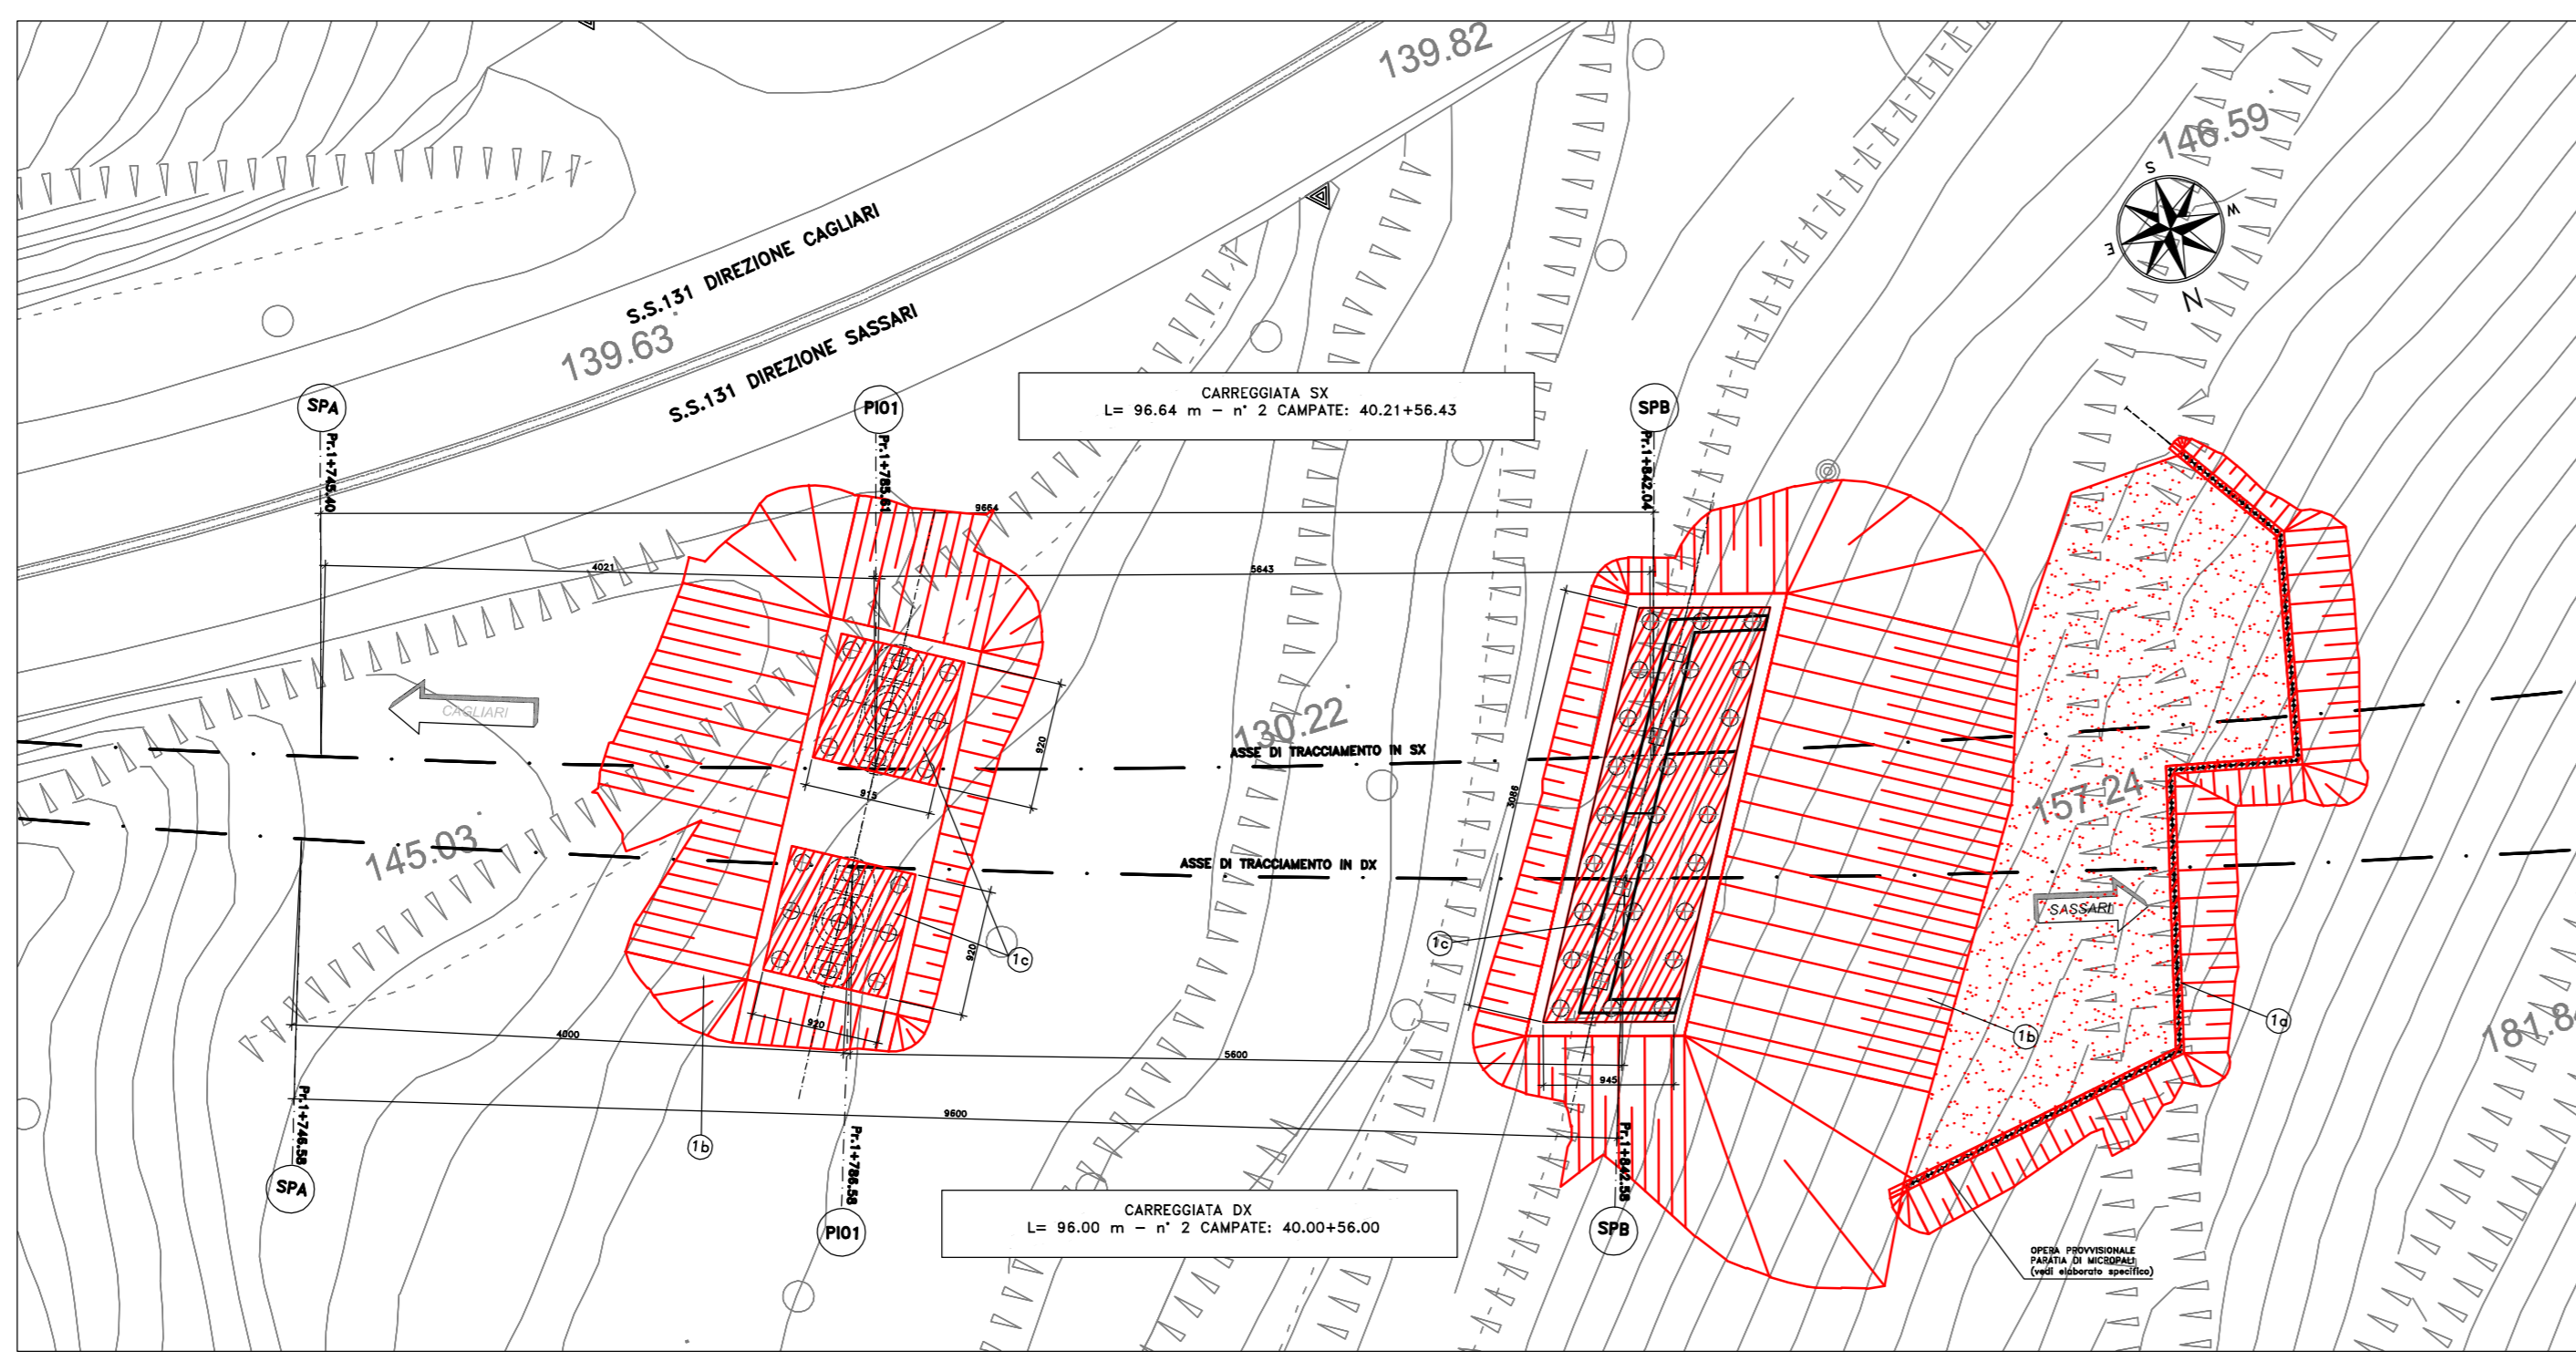 139.82
146.59
S
W
E
N
S.S.131 DIREZIONE CAGLIARI
139.63
S.S.131 DIREZIONE SASSARI
CARREGGIATA SX
L= 96.64 m – n° 2 CAMPATE: 40.21+56.43
SPA
PI01
SPB
Pr.1+745.40
Pr.1+785.61
Pr.1+842.04
9664
4021
5643
CAGLIARI
920
915
130.22
ASSE DI TRACCIAMENTO IN SX
3086
157.24
145.03
ASSE DI TRACCIAMENTO IN DX
SASSARI
1c
1c
920
920
1a
1b
181.8
4000
5600
945
9600
Pr.1+746.58
Pr.1+786.58
Pr.1+842.58
1b
SPA
PI01
SPB
CARREGGIATA DX
L= 96.00 m – n° 2 CAMPATE: 40.00+56.00
OPERA PROVVISIONALE
PARATIA DI MICROPALI
(vedi elaborato specifico)